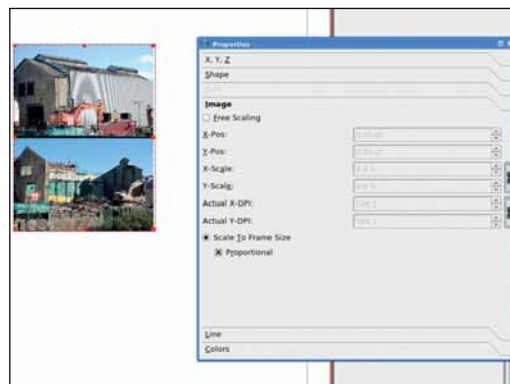 Properties
X, Y, Z
Shape
Image
Free Scaling
X-Pos:
Y-Pos:
X-Scale:
Y-Scale:
Actual X-DPI:
Actual Y-DPI:
Scale To Frame Size
Proportional
Line
Colors